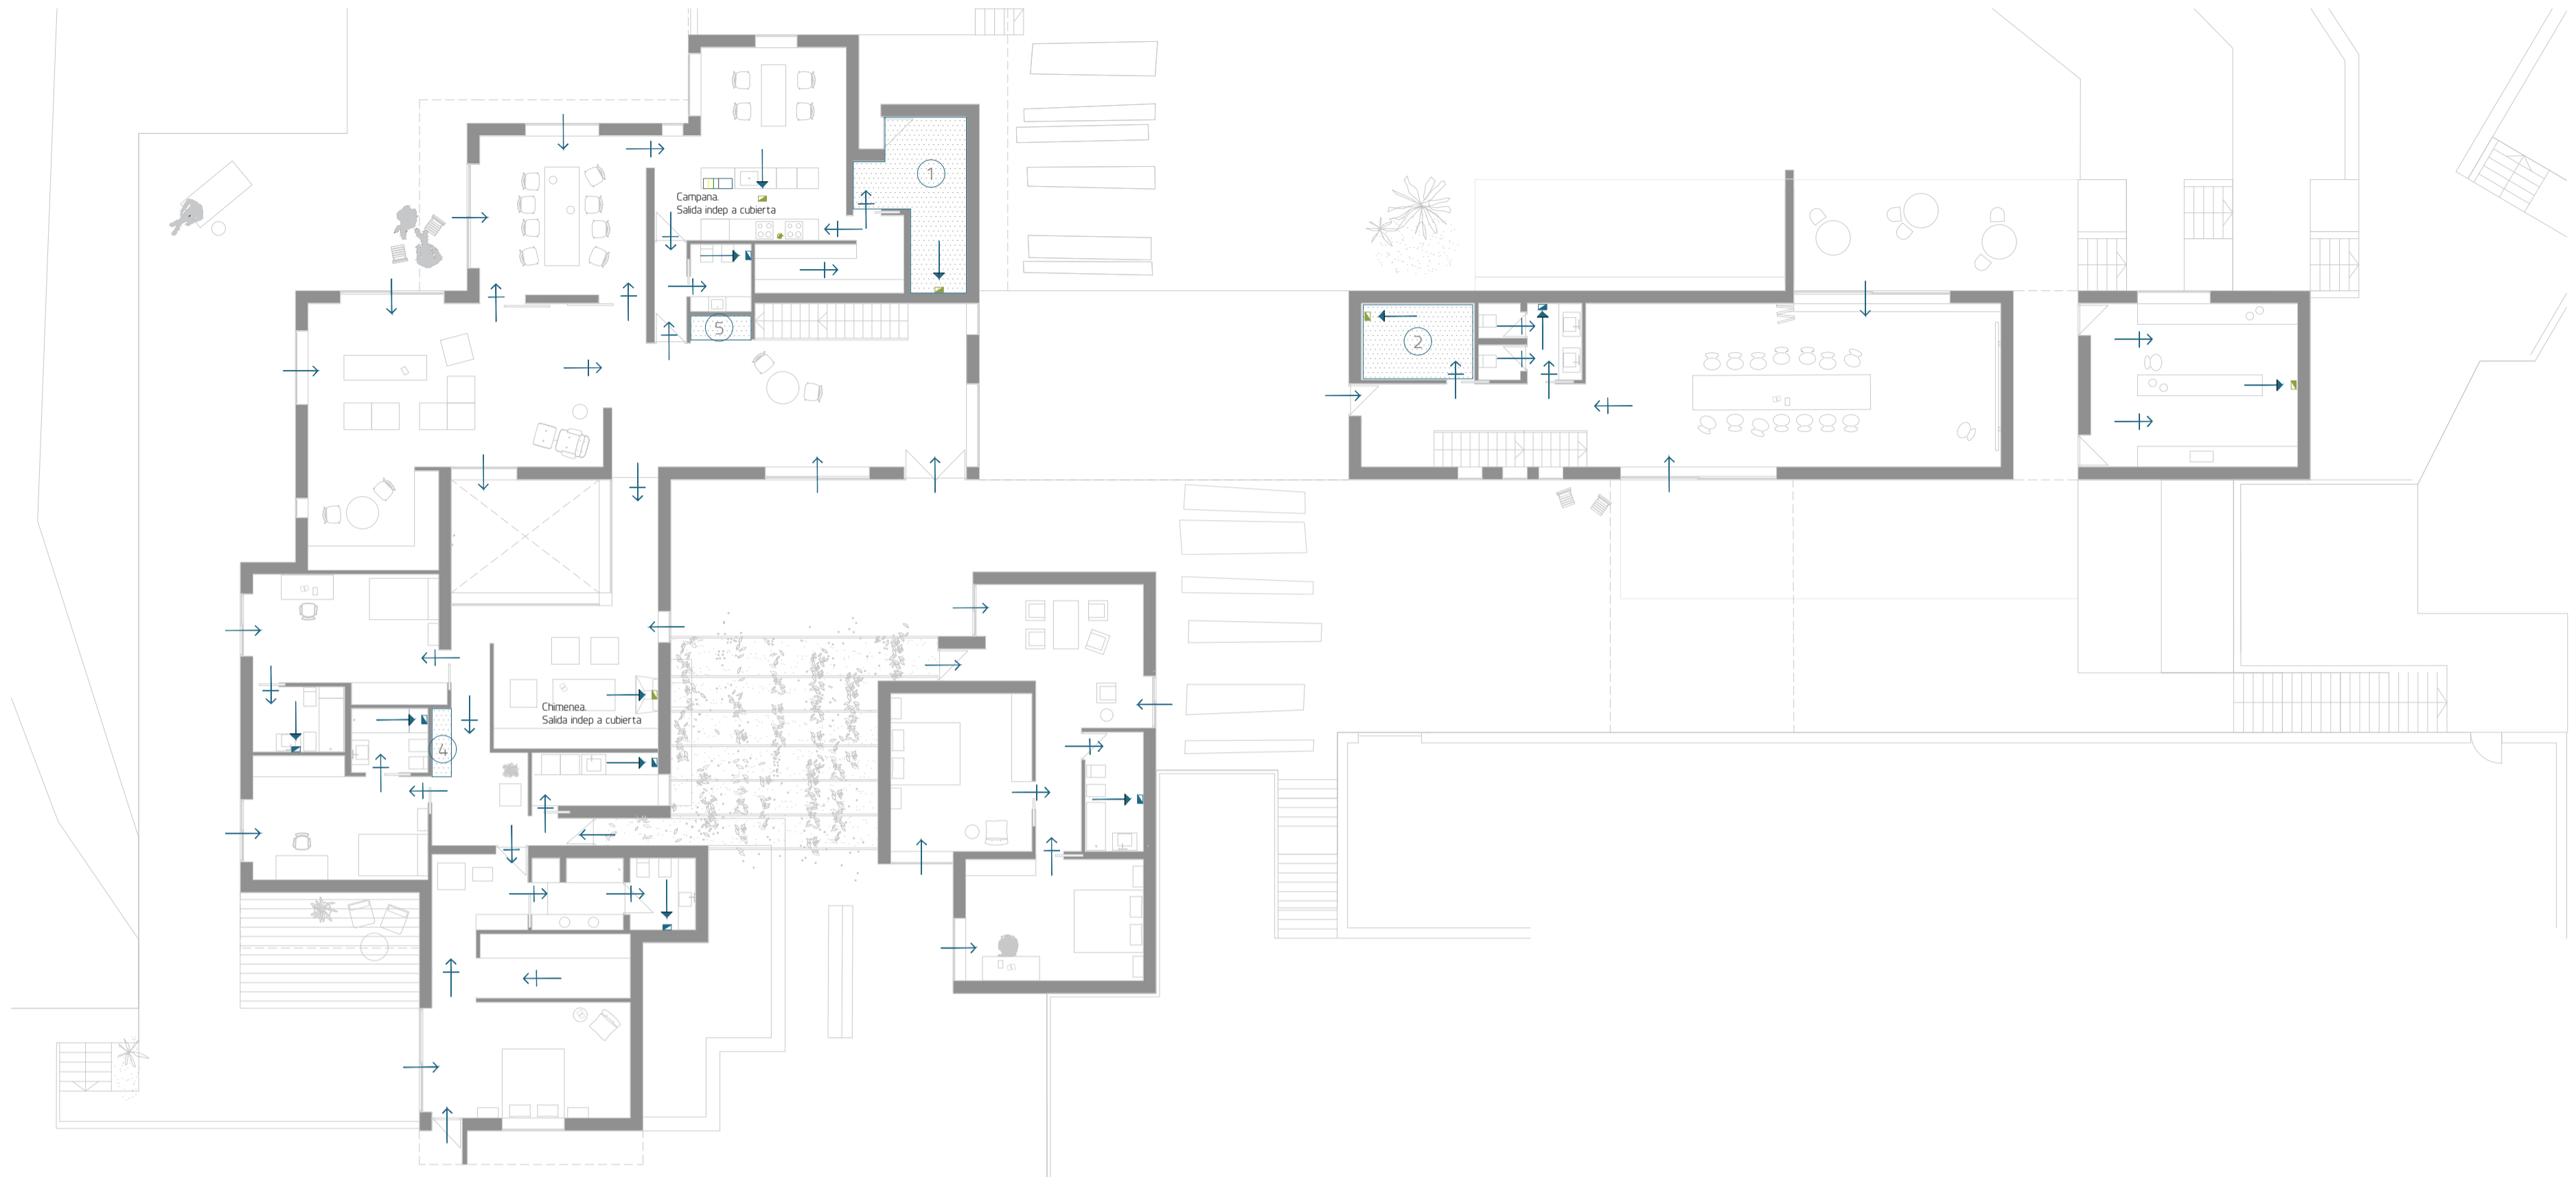 1
Campana.
Salida indep a cubierta
5
2
Chimenea.
Salida indep a cubierta
4